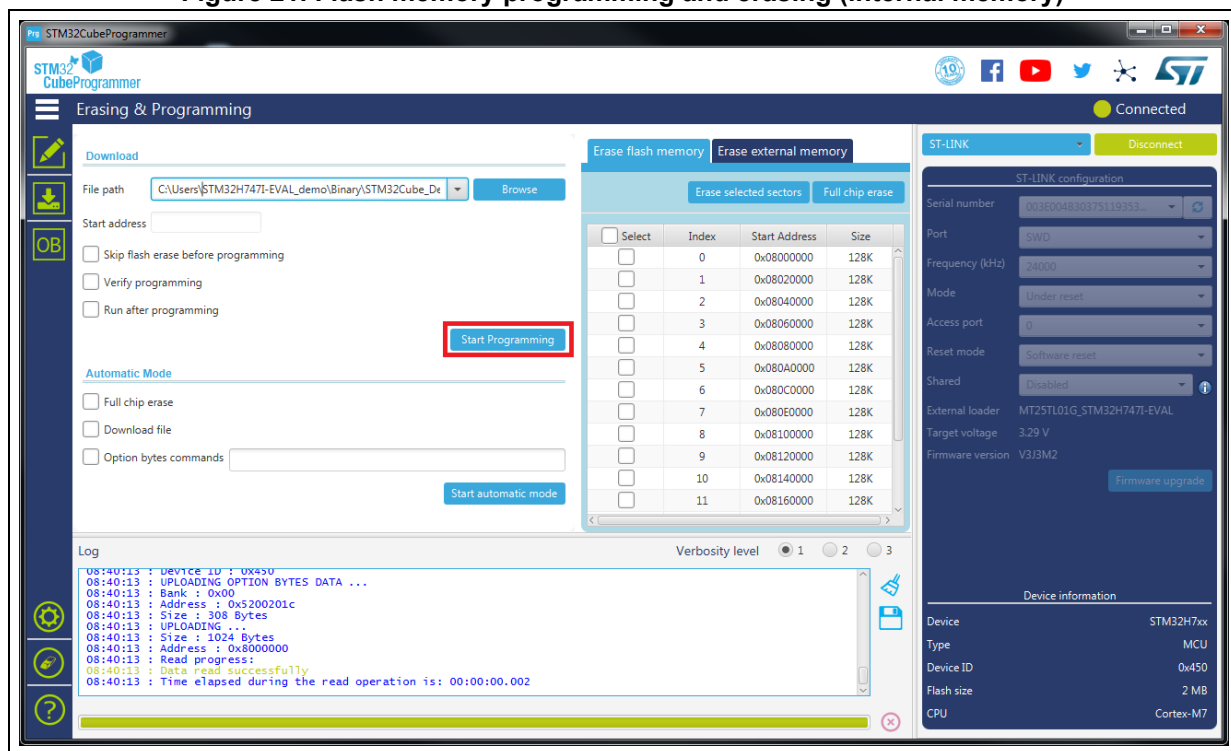 Figure 21. Flash memory programming and erasing (internal memory)
Prg STM32CubeProgrammer
STM32
CubeProgrammer
Erasing & Programming
Connected
Download
File path C:\Users\STM32H747I-EVAL_demo\Binary\STM32Cube_De Browse
Start address
Skip flash erase before programming
Verify programming
Run after programming
Start Programming
Automatic Mode
Full chip erase
Download file
Option bytes commands
Start automatic mode
OB
Erase flash memory Erase external memory
Erase selected sectors Full chip erase
Select Index Start Address Size
0 0x08000000 128K
1 0x08020000 128K
2 0x08040000 128K
3 0x08060000 128K
4 0x08080000 128K
5 0x080A0000 128K
6 0x080C0000 128K
7 0x080E0000 128K
8 0x08100000 128K
9 0x08120000 128K
10 0x08140000 128K
11 0x08160000 128K
ST-LINK Disconnect
ST-LINK configuration
Serial number 003E004B30375119353...
Port SWD
Frequency (kHz) 24000
Mode Under reset
Access port 0
Reset mode Software reset
Shared Disabled
External loader MT25TL01G_STM32H747I-EVAL
Target voltage 3.29 V
Firmware version V3J3M2
Firmware upgrade
Log Verbosity level 1 2 3
08:40:13 : Device ID : 0x450
08:40:13 : UPLOADING OPTION BYTES DATA ...
08:40:13 : Bank : 0x00
08:40:13 : Address : 0x5200201c
08:40:13 : Size : 308 Bytes
08:40:13 : UPLOADING ...
08:40:13 : Size : 1024 Bytes
08:40:13 : Address : 0x8000000
08:40:13 : Read progress:
08:40:13 : Data read successfully
08:40:13 : Time elapsed during the read operation is: 00:00:00.002
Device information
Device STM32H7xx
Type MCU
Device ID 0x450
Flash size 2 MB
CPU Cortex-M7